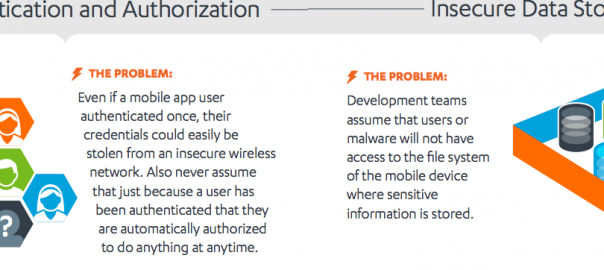 and Authorization
Insecure Data
THE PROBLEM:
Even if a mobile app user
authenticated once, their
credentials could easily be
stolen from an insecure wireless
network. Also never assume
that just because a user has
been authenticated that they
are automatically authorized
to do anything at anytime.
THE PROBLEM:
Development teams
assume that users or
malware will not have
access to the file system
of the mobile device
where sensitive
information is stored.
?